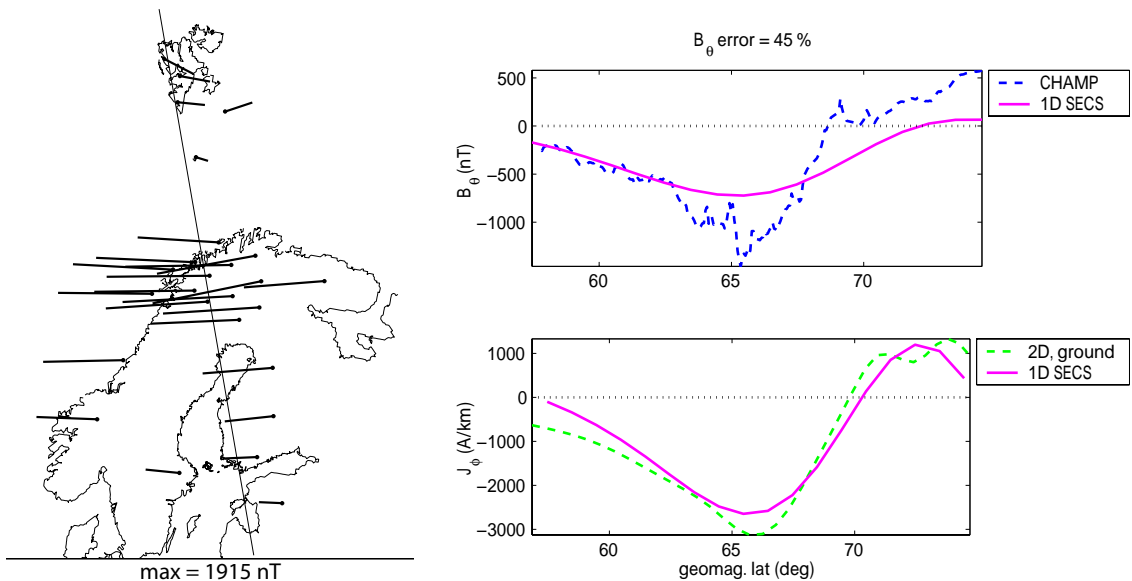 max = 1915 nT
B_θ error = 45 %
500
0
−500
−1000
B_θ (nT)
60
65
70
CHAMP
1D SECS
1000
0
−1000
−2000
−3000
J_ϕ (A/km)
60
65
70
geomag. lat (deg)
2D, ground
1D SECS